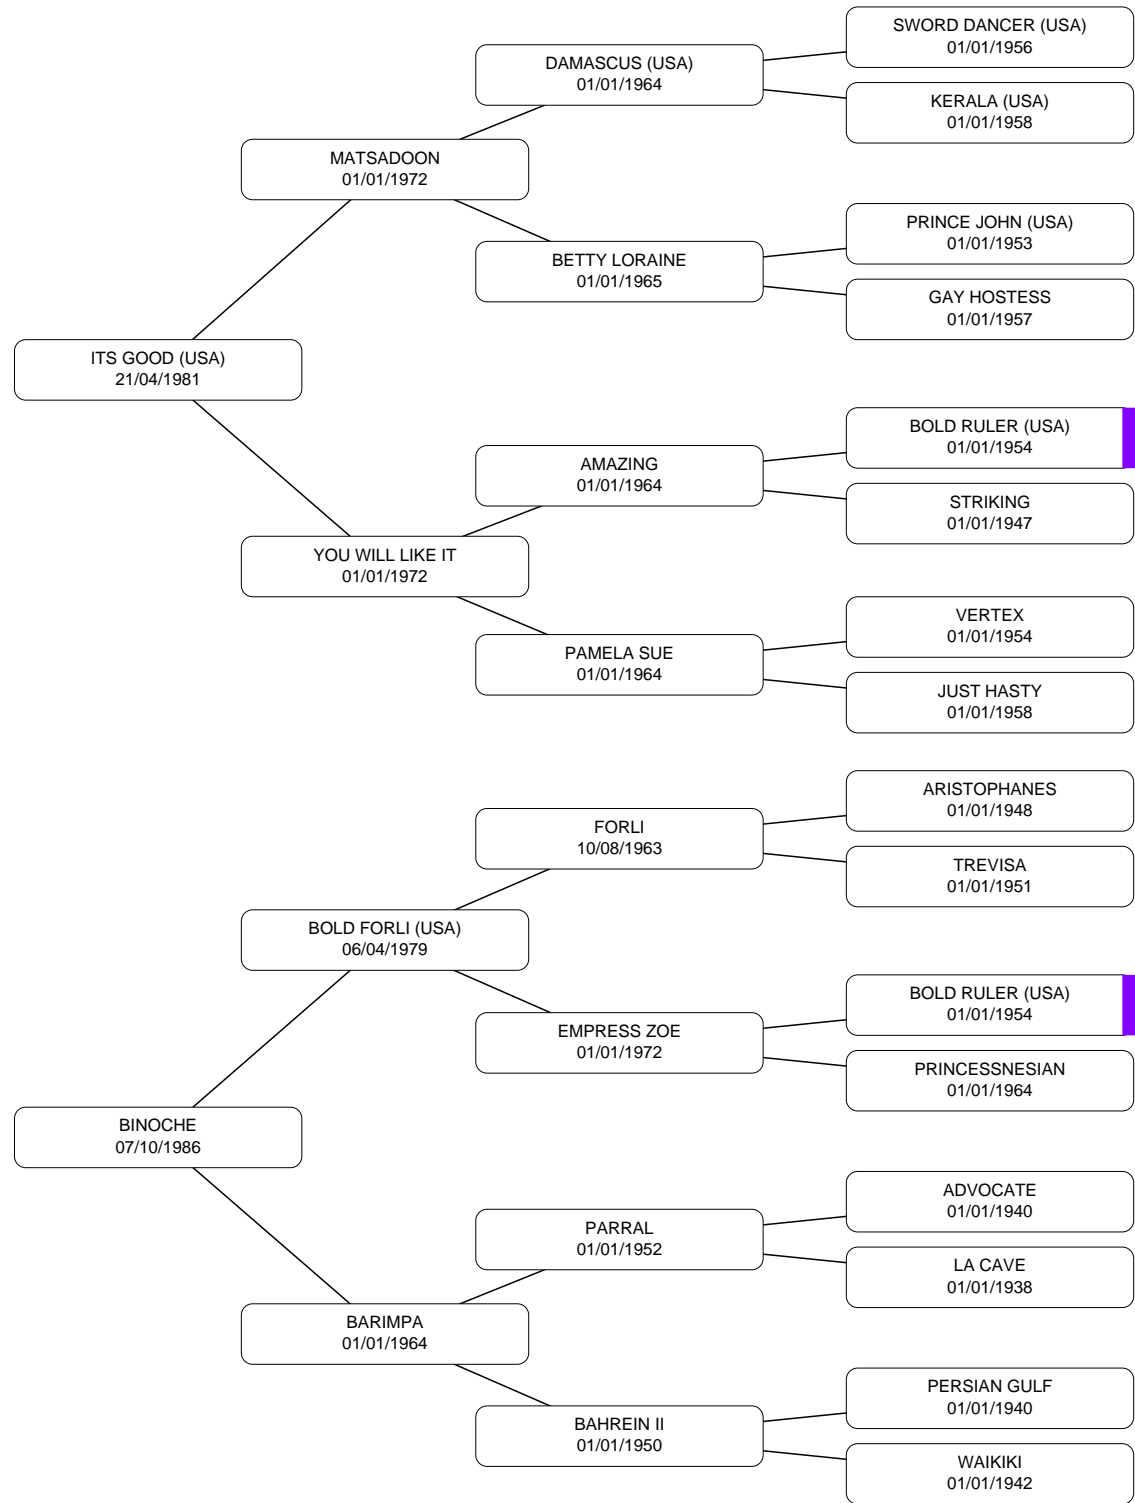 SWORD DANCER (USA)
01/01/1956
DAMASCUS (USA)
01/01/1964
KERALA (USA)
01/01/1958
MATSADOON
01/01/1972
PRINCE JOHN (USA)
01/01/1953
BETTY LORAINE
01/01/1965
GAY HOSTESS
01/01/1957
ITS GOOD (USA)
21/04/1981
BOLD RULER (USA)
01/01/1954
AMAZING
01/01/1964
STRIKING
01/01/1947
YOU WILL LIKE IT
01/01/1972
VERTEX
01/01/1954
PAMELA SUE
01/01/1964
JUST HASTY
01/01/1958
ARISTOPHANES
01/01/1948
FORLI
10/08/1963
TREVISA
01/01/1951
BOLD FORLI (USA)
06/04/1979
BOLD RULER (USA)
01/01/1954
EMPRESS ZOE
01/01/1972
PRINCESSNESIAN
01/01/1964
BINOCHE
07/10/1986
ADVOCATE
01/01/1940
PARRAL
01/01/1952
LA CAVE
01/01/1938
BARIMPA
01/01/1964
PERSIAN GULF
01/01/1940
BAHREIN II
01/01/1950
WAIKIKI
01/01/1942